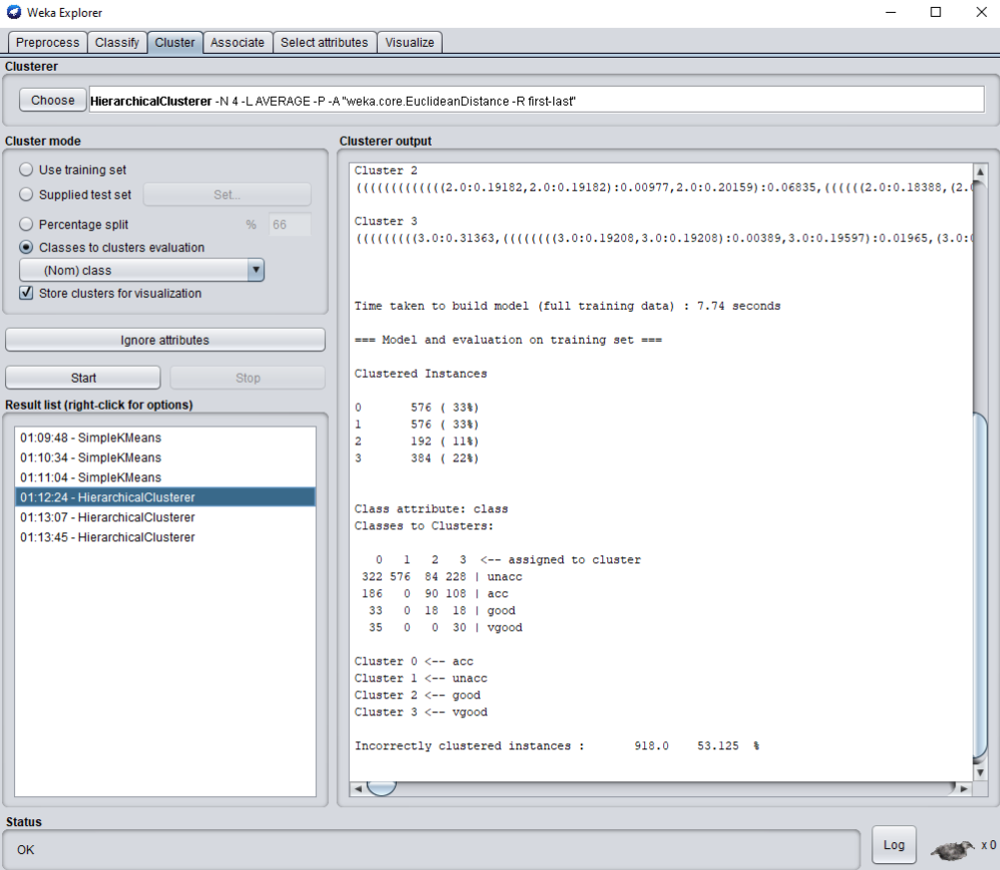 Weka Explorer
Preprocess Classify Cluster Associate Select attributes Visualize
Clusterer
Choose HierarchicalClusterer -N 4 -L AVERAGE -P -A "weka.core.EuclideanDistance -R first-last"
Cluster mode
Use training set
Supplied test set Set...
Percentage split % 66
Classes to clusters evaluation
(Nom) class
Store clusters for visualization
Ignore attributes
Start Stop
Result list (right-click for options)
01:09:48 - SimpleKMeans
01:10:34 - SimpleKMeans
01:11:04 - SimpleKMeans
01:12:24 - HierarchicalClusterer
01:13:07 - HierarchicalClusterer
01:13:45 - HierarchicalClusterer
Clusterer output
Cluster 2
((((((((((((((2.0:0.19182,2.0:0.19182):0.00977,2.0:0.20159):0.06835,((((((2.0:0.18388,(2.
Cluster 3
(((((((((3.0:0.31363,((((((((3.0:0.19208,3.0:0.19208):0.00389,3.0:0.19597):0.01965,(3.0:
Time taken to build model (full training data) : 7.74 seconds
=== Model and evaluation on training set ===
Clustered Instances
0 576 ( 33%)
1 576 ( 33%)
2 192 ( 11%)
3 384 ( 22%)
Class attribute: class
Classes to Clusters:
0 1 2 3 <-- assigned to cluster
322 576 84 228 | unacc
186 0 90 108 | acc
33 0 18 18 | good
35 0 0 30 | vgood
Cluster 0 <-- acc
Cluster 1 <-- unacc
Cluster 2 <-- good
Cluster 3 <-- vgood
Incorrectly clustered instances : 918.0 53.125 %
Status
OK
Log
x 0